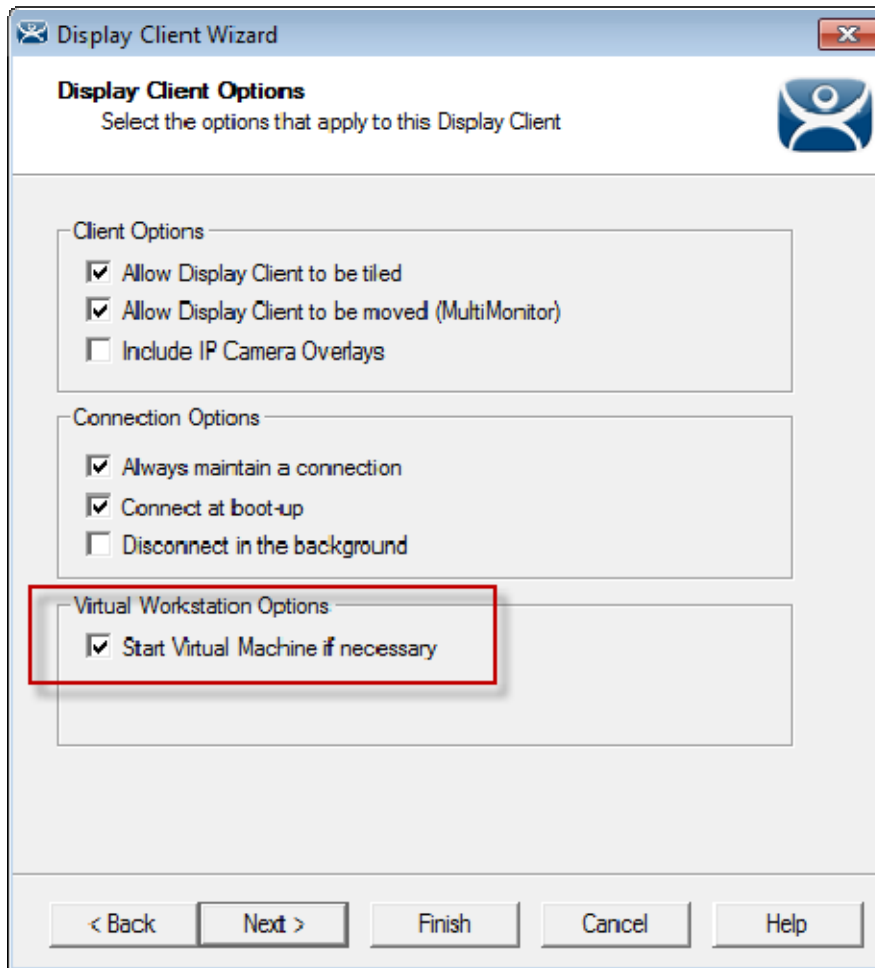 Display Client Wizard
Display Client Options
Select the options that apply to this Display Client
Client Options
Allow Display Client to be tiled
Allow Display Client to be moved (MultiMonitor)
Include IP Camera Overlays
Connection Options
Always maintain a connection
Connect at boot-up
Disconnect in the background
Virtual Workstation Options
Start Virtual Machine if necessary
< Back Next > Finish Cancel Help